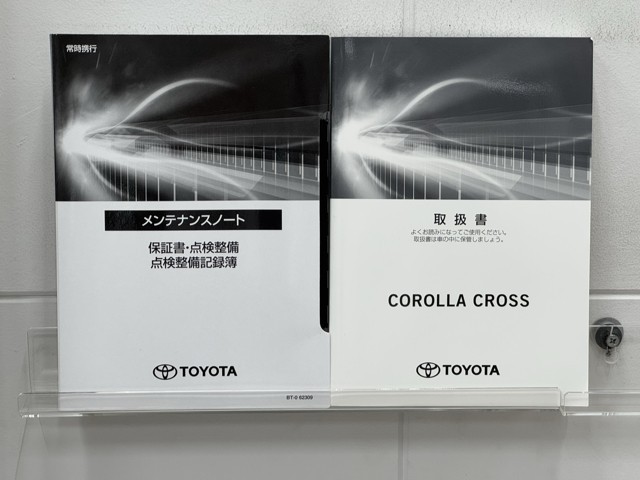 常時携行
メンテナンスノート
保証書・点検整備
点検整備記録簿
TOYOTA
BT-0 62309
取扱書
よくお読みになってご使用ください。
取扱書は車の中に保管しましょう。
COROLLA CROSS
TOYOTA